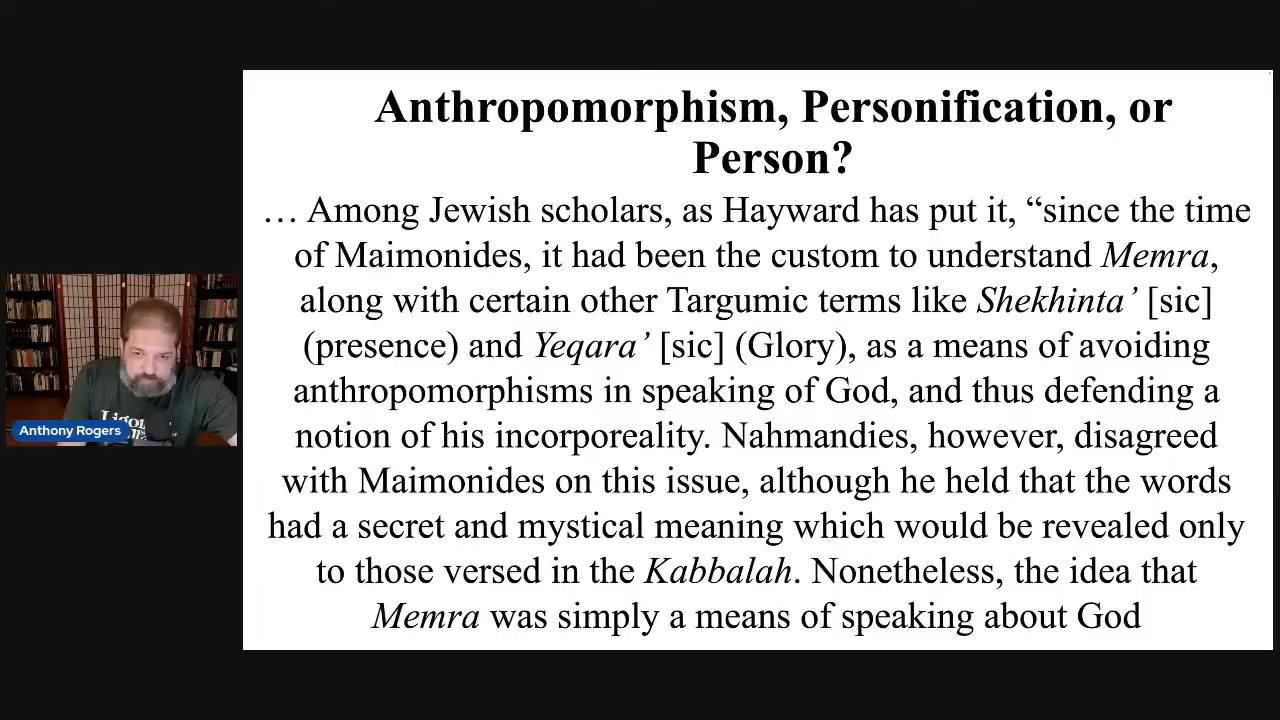 Anthropomorphism, Personification, or
Person?
… Among Jewish scholars, as Hayward has put it, “since the time
of Maimonides, it had been the custom to understand Memra,
along with certain other Targumic terms like Shekhinta’ [sic]
(presence) and Yeqara’ [sic] (Glory), as a means of avoiding
anthropomorphisms in speaking of God, and thus defending a
notion of his incorporeality. Nahmandies, however, disagreed
with Maimonides on this issue, although he held that the words
had a secret and mystical meaning which would be revealed only
to those versed in the Kabbalah. Nonetheless, the idea that
Memra was simply a means of speaking about God
Anthony Rogers